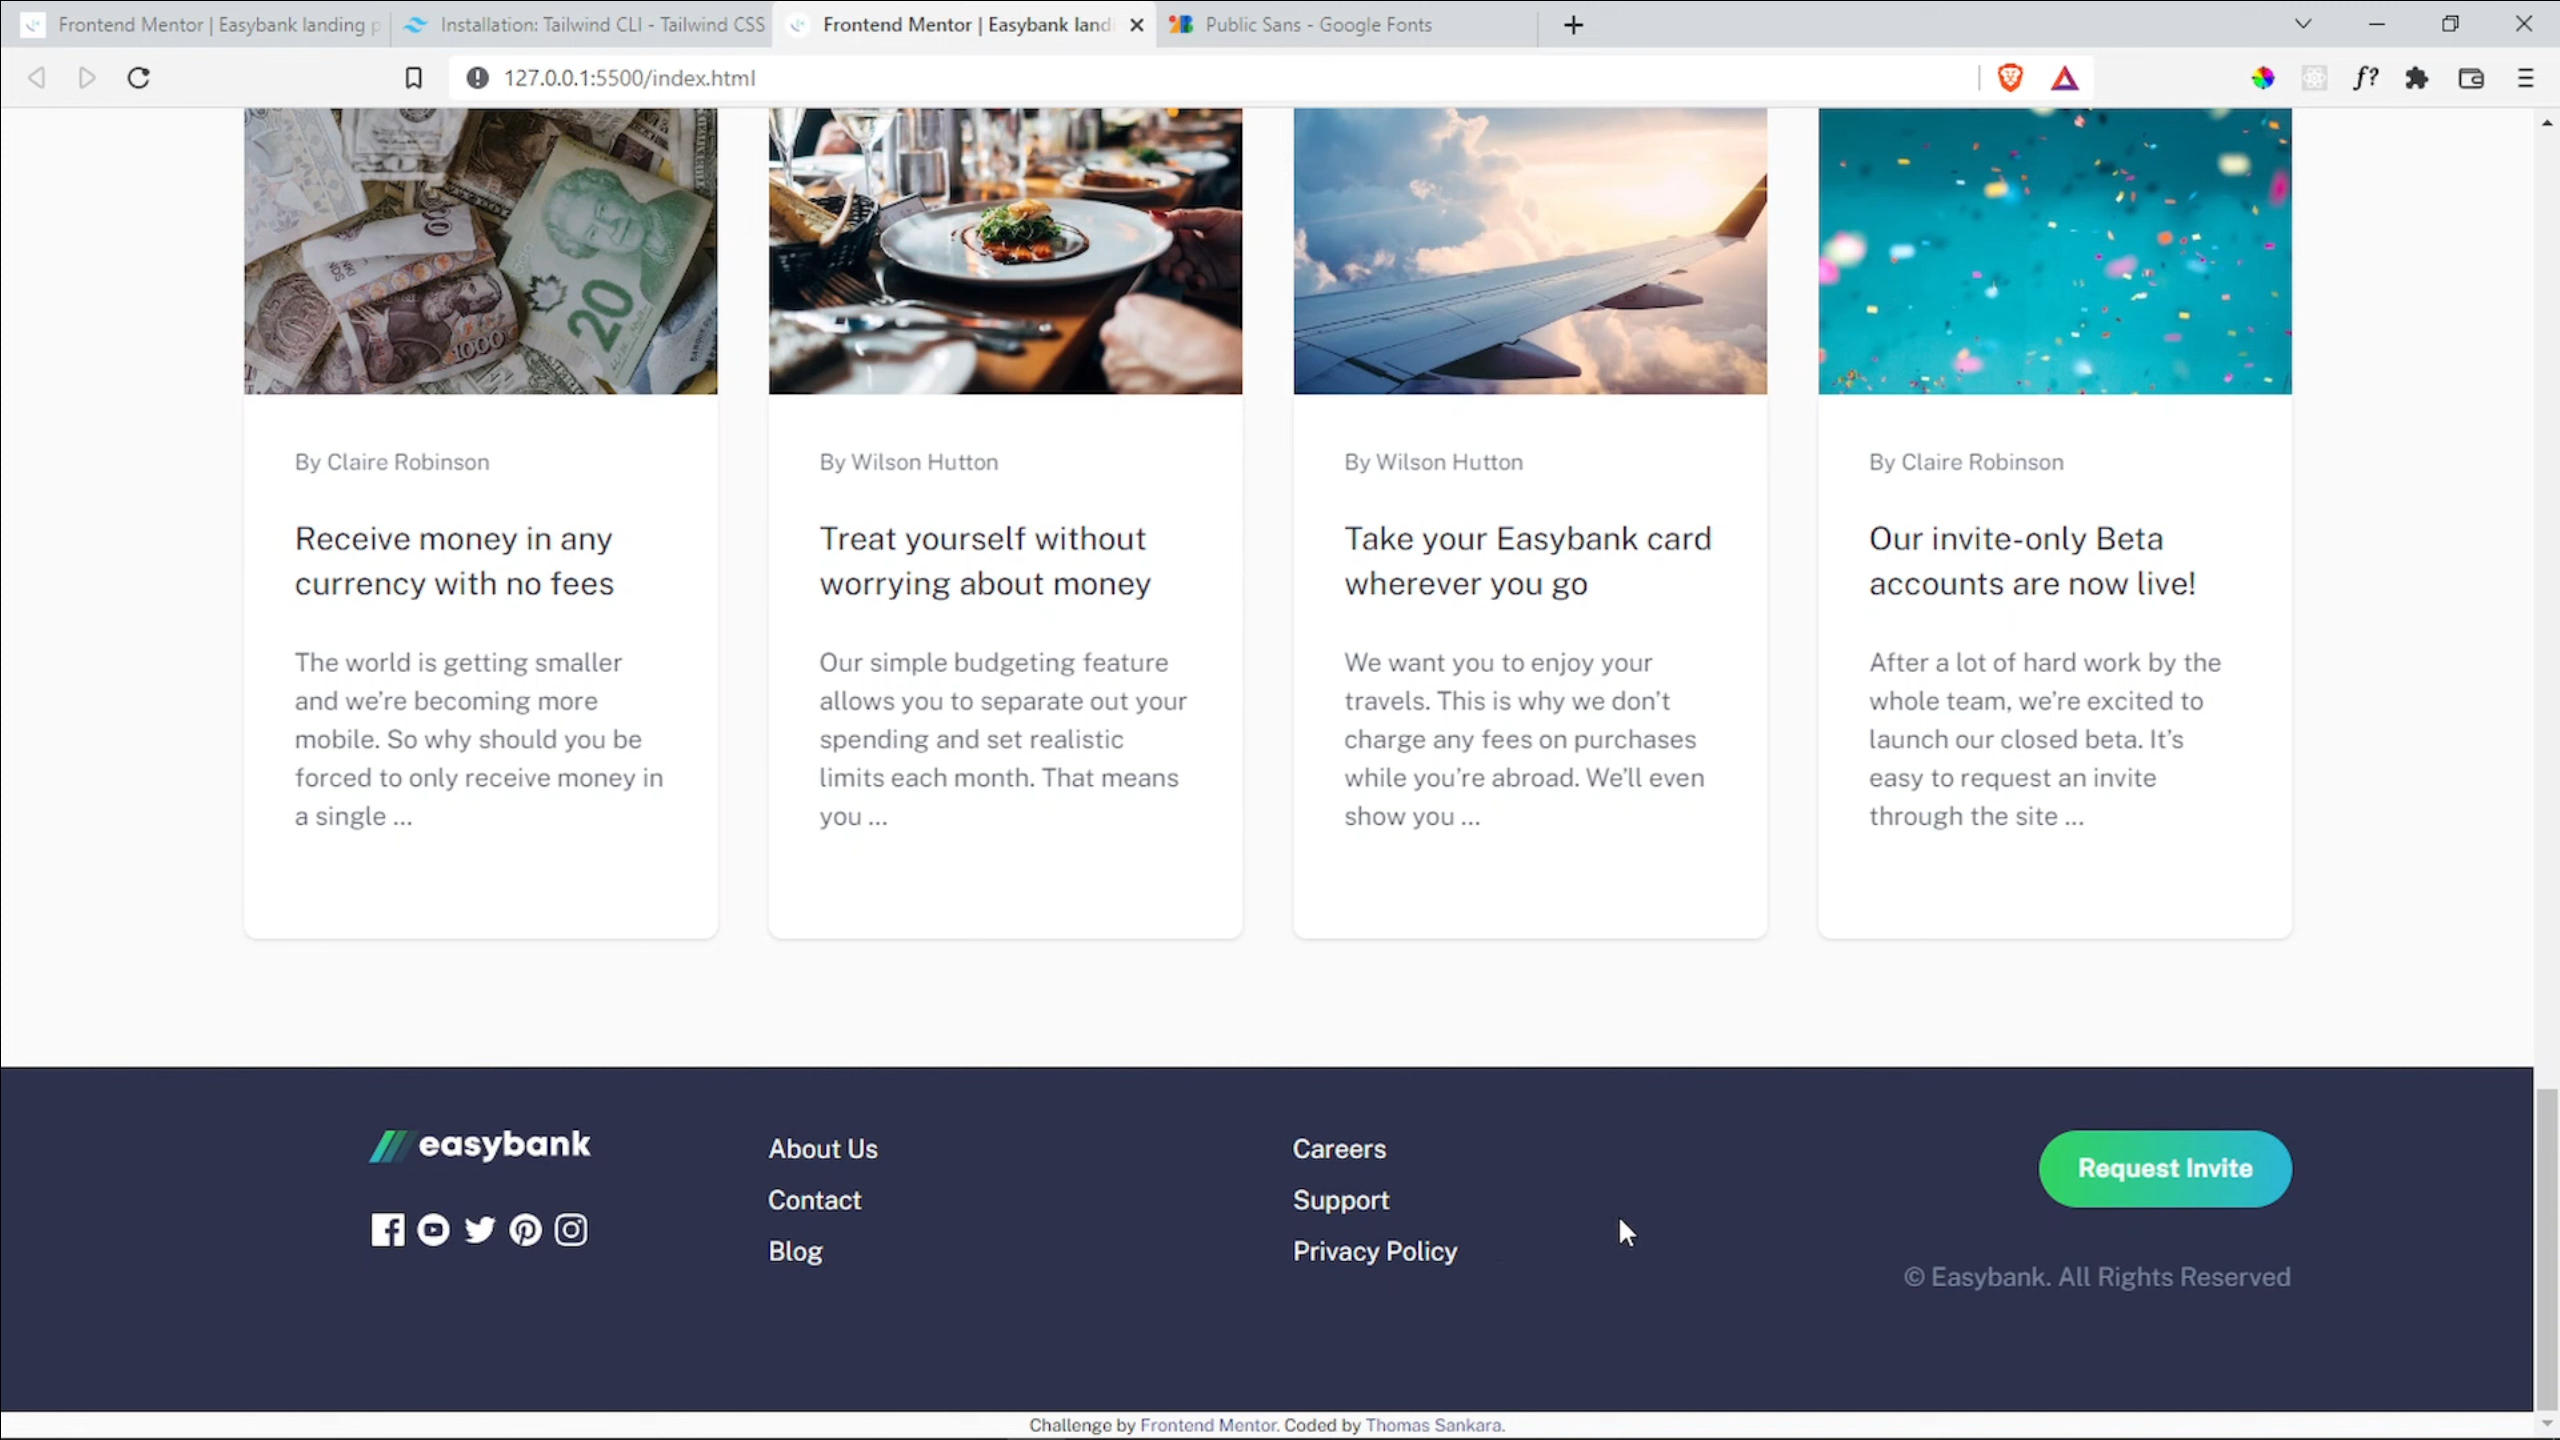 Frontend Mentor | Easybank landing p
Installation: Tailwind CLI - Tailwind CSS
Frontend Mentor | Easybank landi
Public Sans - Google Fonts
127.0.0.1:5500/index.html
f?
20
1000
By Claire Robinson
Receive money in any
currency with no fees
The world is getting smaller
and we’re becoming more
mobile. So why should you be
forced to only receive money in
a single ...
By Wilson Hutton
Treat yourself without
worrying about money
Our simple budgeting feature
allows you to separate out your
spending and set realistic
limits each month. That means
you ...
By Wilson Hutton
Take your Easybank card
wherever you go
We want you to enjoy your
travels. This is why we don’t
charge any fees on purchases
while you’re abroad. We’ll even
show you ...
By Claire Robinson
Our invite-only Beta
accounts are now live!
After a lot of hard work by the
whole team, we’re excited to
launch our closed beta. It’s
easy to request an invite
through the site ...
easybank
About Us
Contact
Blog
Careers
Support
Privacy Policy
Request Invite
© Easybank. All Rights Reserved
Challenge by Frontend Mentor. Coded by Thomas Sankara.